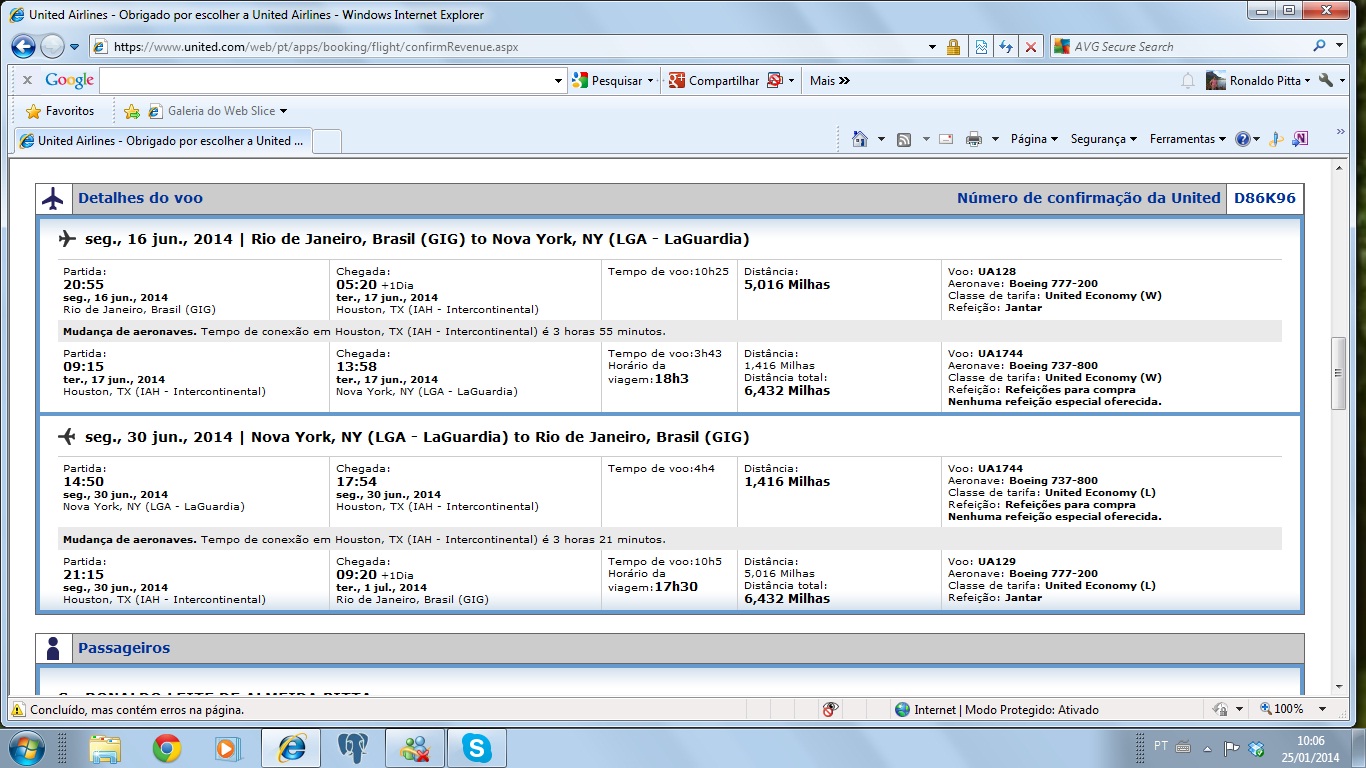 United Airlines - Obrigado por escolher a United Airlines - Windows Internet Explorer
https://www.united.com/web/pt/apps/booking/flight/confirmRevenue.aspx
AVG Secure Search
x Google Pesquisar Compartilhar Mais » Ronaldo Pitta
Favoritos Galeria do Web Slice
United Airlines - Obrigado por escolher a United ... Página Segurança Ferramentas
Detalhes do voo Número de confirmação da United D86K96
seg., 16 jun., 2014 | Rio de Janeiro, Brasil (GIG) to Nova York, NY (LGA - LaGuardia)
Partida:
20:55
seg., 16 jun., 2014
Rio de Janeiro, Brasil (GIG)
Chegada:
05:20 +1Dia
ter., 17 jun., 2014
Houston, TX (IAH - Intercontinental)
Tempo de voo:10h25
Distância:
5,016 Milhas
Voo: UA128
Aeronave: Boeing 777-200
Classe de tarifa: United Economy (W)
Refeição: Jantar
Mudança de aeronaves. Tempo de conexão em Houston, TX (IAH - Intercontinental) é 3 horas 55 minutos.
Partida:
09:15
ter., 17 jun., 2014
Houston, TX (IAH - Intercontinental)
Chegada:
13:58
ter., 17 jun., 2014
Nova York, NY (LGA - LaGuardia)
Tempo de voo:3h43
Horário da
viagem:18h3
Distância:
1,416 Milhas
Distância total:
6,432 Milhas
Voo: UA1744
Aeronave: Boeing 737-800
Classe de tarifa: United Economy (W)
Refeição: Refeições para compra
Nenhuma refeição especial oferecida.
seg., 30 jun., 2014 | Nova York, NY (LGA - LaGuardia) to Rio de Janeiro, Brasil (GIG)
Partida:
14:50
seg., 30 jun., 2014
Nova York, NY (LGA - LaGuardia)
Chegada:
17:54
seg., 30 jun., 2014
Houston, TX (IAH - Intercontinental)
Tempo de voo:4h4
Distância:
1,416 Milhas
Voo: UA1744
Aeronave: Boeing 737-800
Classe de tarifa: United Economy (L)
Refeição: Refeições para compra
Nenhuma refeição especial oferecida.
Mudança de aeronaves. Tempo de conexão em Houston, TX (IAH - Intercontinental) é 3 horas 21 minutos.
Partida:
21:15
seg., 30 jun., 2014
Houston, TX (IAH - Intercontinental)
Chegada:
09:20 +1Dia
ter., 1 jul., 2014
Rio de Janeiro, Brasil (GIG)
Tempo de voo:10h5
Horário da
viagem:17h30
Distância:
5,016 Milhas
Distância total:
6,432 Milhas
Voo: UA129
Aeronave: Boeing 777-200
Classe de tarifa: United Economy (L)
Refeição: Jantar
Passageiros
RONALDO LEITE DE ALMEIDA PITTA
Concluído, mas contém erros na página. Internet | Modo Protegido: Ativado 100%
PT 10:06
25/01/2014